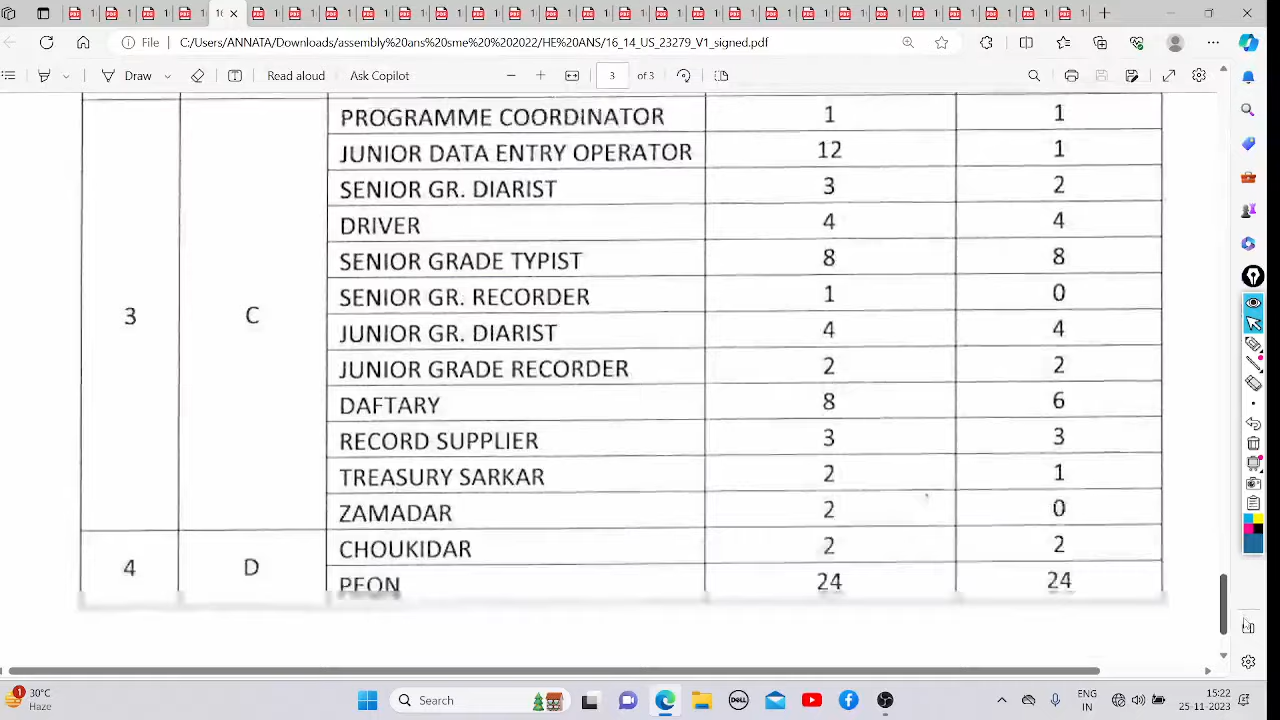 16
File
C:/Users/ANNATA/Downloads/assembly%20ans%20sme%202022/HE%20ANS/16_14_US_23279_V1_signed.pdf
Draw
Read aloud
Ask Copilot
3 of 3
PROGRAMME COORDINATOR 1 1
JUNIOR DATA ENTRY OPERATOR 12 1
SENIOR GR. DIARIST 3 2
DRIVER 4 4
SENIOR GRADE TYPIST 8 8
SENIOR GR. RECORDER 1 0
3 C
JUNIOR GR. DIARIST 4 4
JUNIOR GRADE RECORDER 2 2
DAFTARY 8 6
RECORD SUPPLIER 3 3
TREASURY SARKAR 2 1
ZAMADAR 2 0
CHOUKIDAR 2 2
4 D
PEON 24 24
1
30°C
Haze
Search
DELL
ENG
IN
15:22
25-11-2023